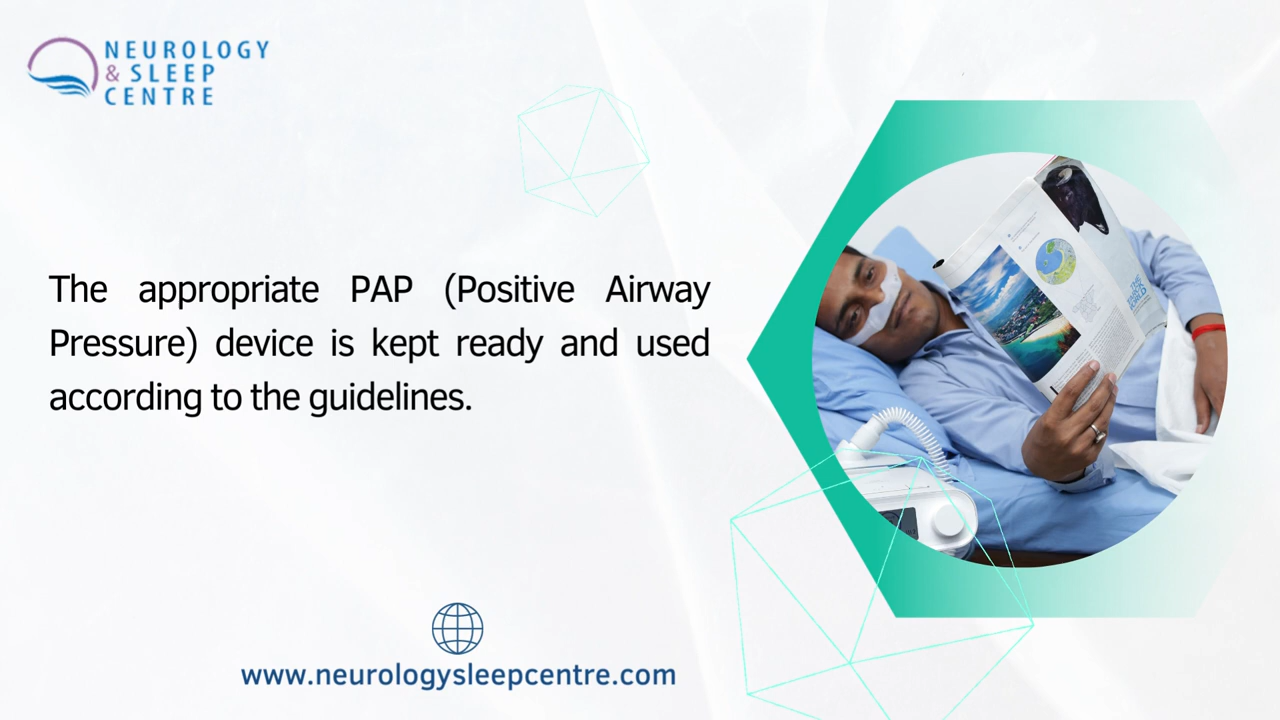 NEUROLOGY
& SLEEP
CENTRE
The appropriate PAP (Positive Airway
Pressure) device is kept ready and used
according to the guidelines.
www.neurologysleepcentre.com